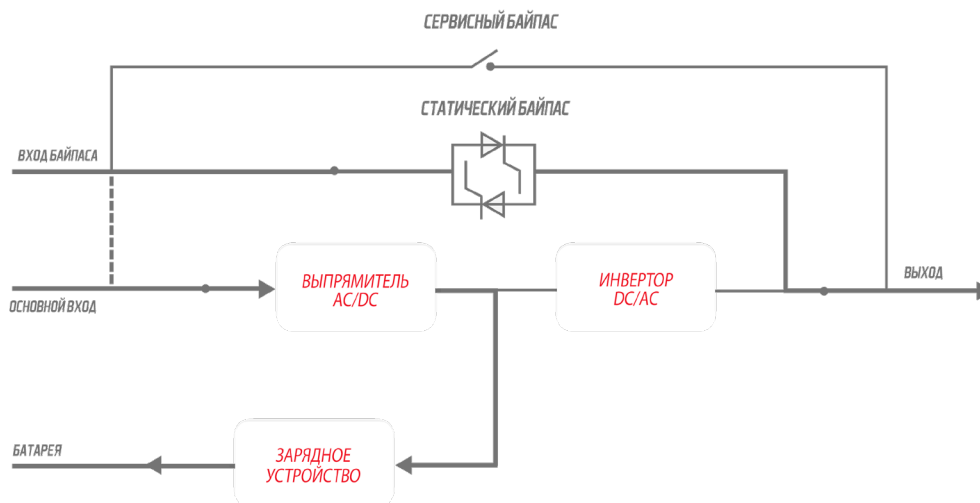 СЕРВИСНЫЙ БАЙПАС
СТАТИЧЕСКИЙ БАЙПАС
ВХОД БАЙПАСА
ВЫПРЯМИТЕЛЬ
AC/DC
ИНВЕРТОР
DC/AC
ВЫХОД
ОСНОВНОЙ ВХОД
БАТАРЕЯ
ЗАРЯДНОЕ
УСТРОЙСТВО